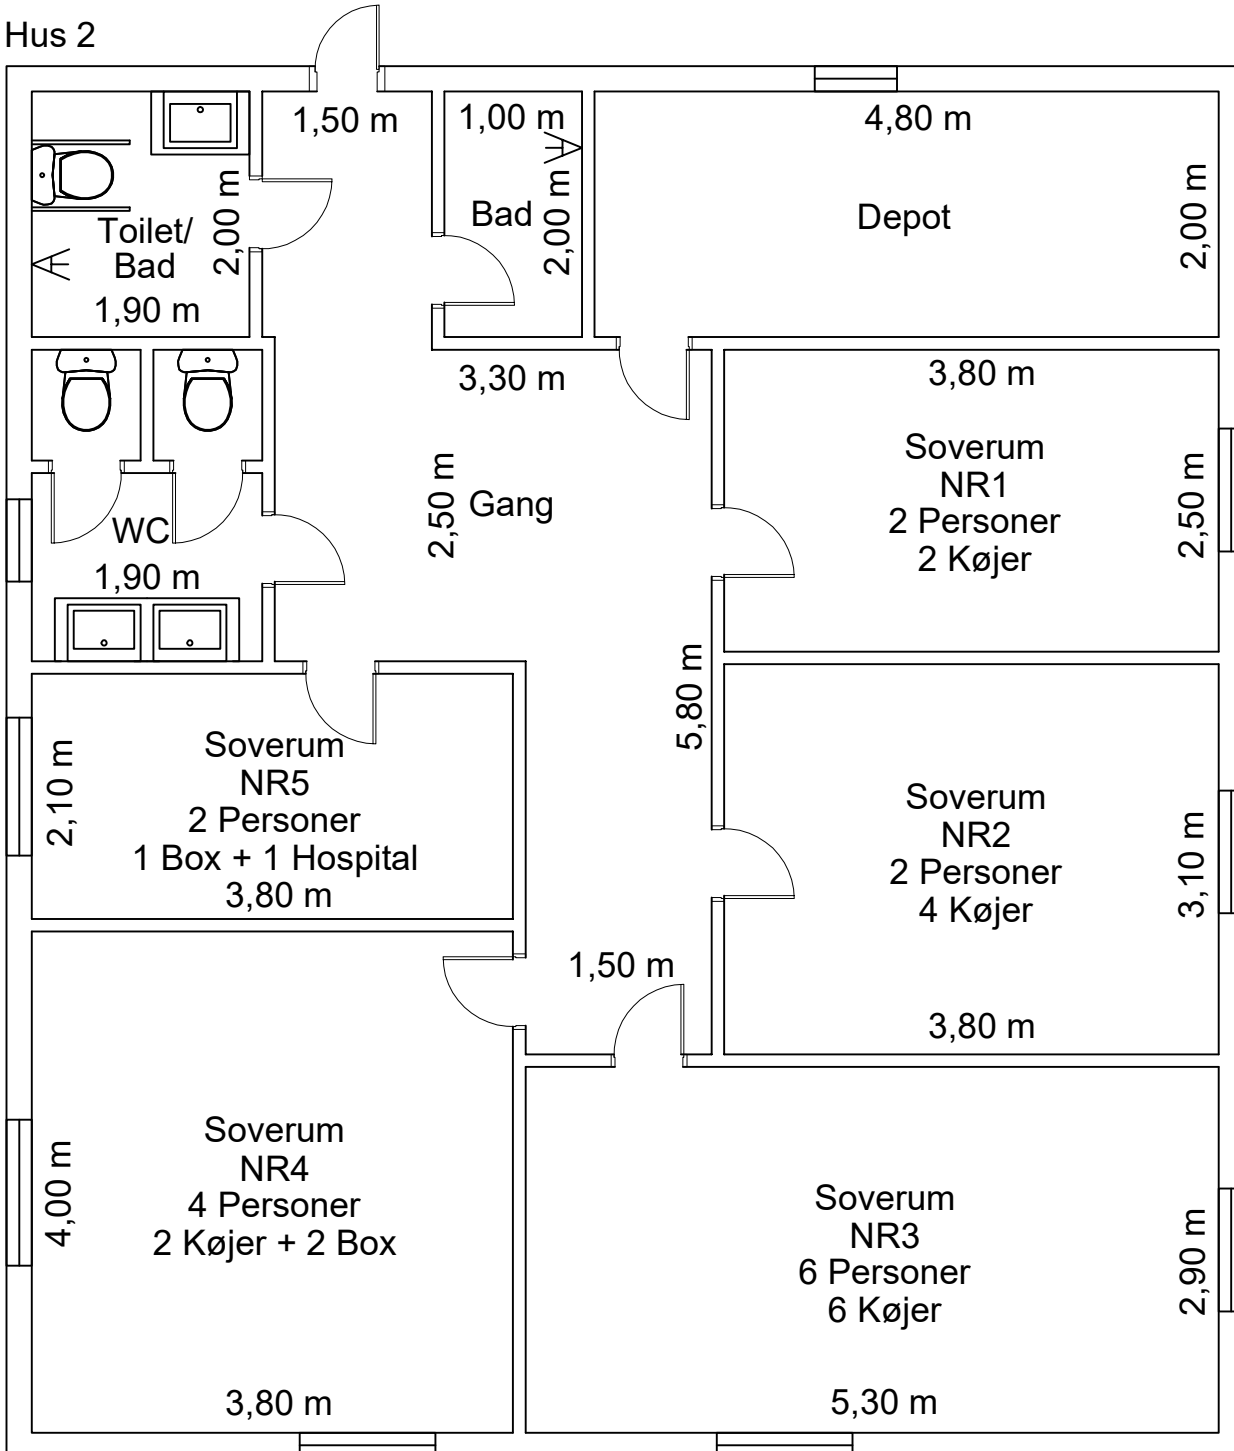 Hus 2
1,50 m
1,00 m
4,80 m
2,00 m
Toilet/
Bad
1,90 m
Bad
2,00 m
Depot
2,00 m
3,30 m
3,80 m
Soverum
NR1
2 Personer
2 Køjer
2,50 m
2,50 m
Gang
WC
1,90 m
5,80 m
Soverum
NR5
2 Personer
1 Box + 1 Hospital
3,80 m
2,10 m
Soverum
NR2
2 Personer
4 Køjer
3,10 m
3,80 m
1,50 m
Soverum
NR4
4 Personer
2 Køjer + 2 Box
4,00 m
3,80 m
Soverum
NR3
6 Personer
6 Køjer
2,90 m
5,30 m